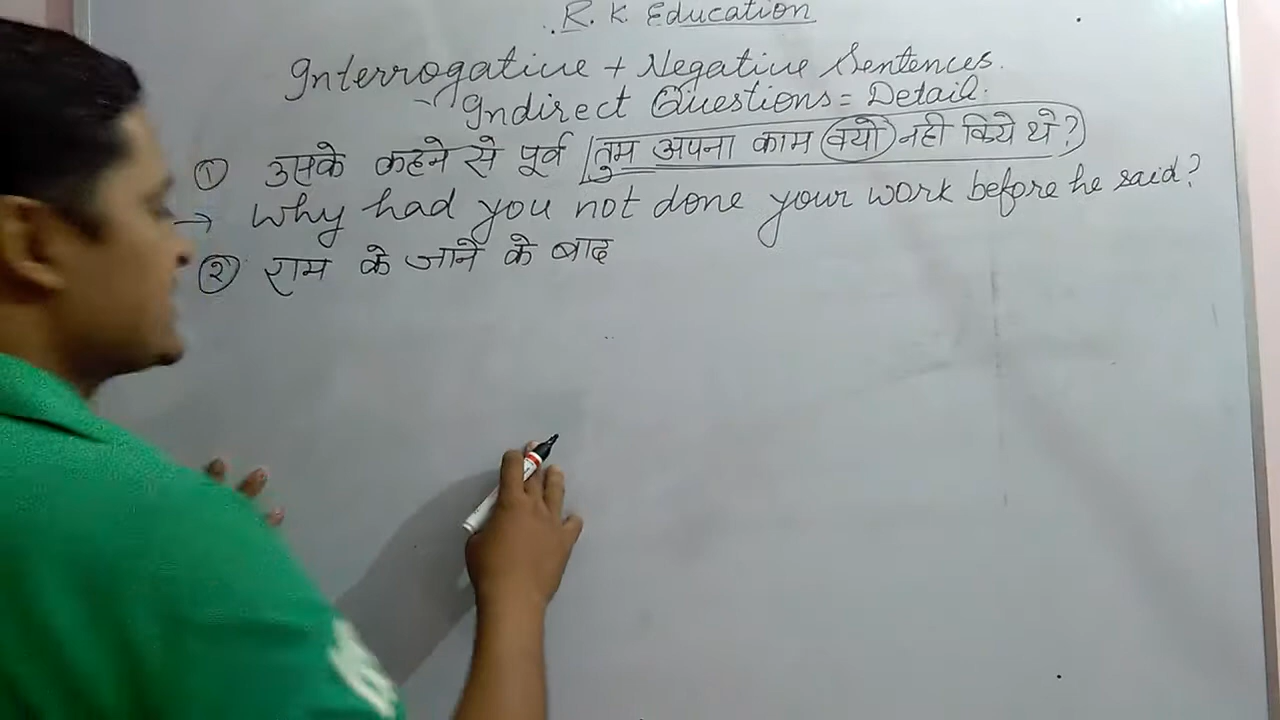 R. K. Education
Interrogative + Negative Sentences.
Indirect Questions = Detail.
① उसके कहने से पूर्व तुम अपना काम क्यो नही किये थे?
→ Why had you not done your work before he said?
② राम के जाने के बाद